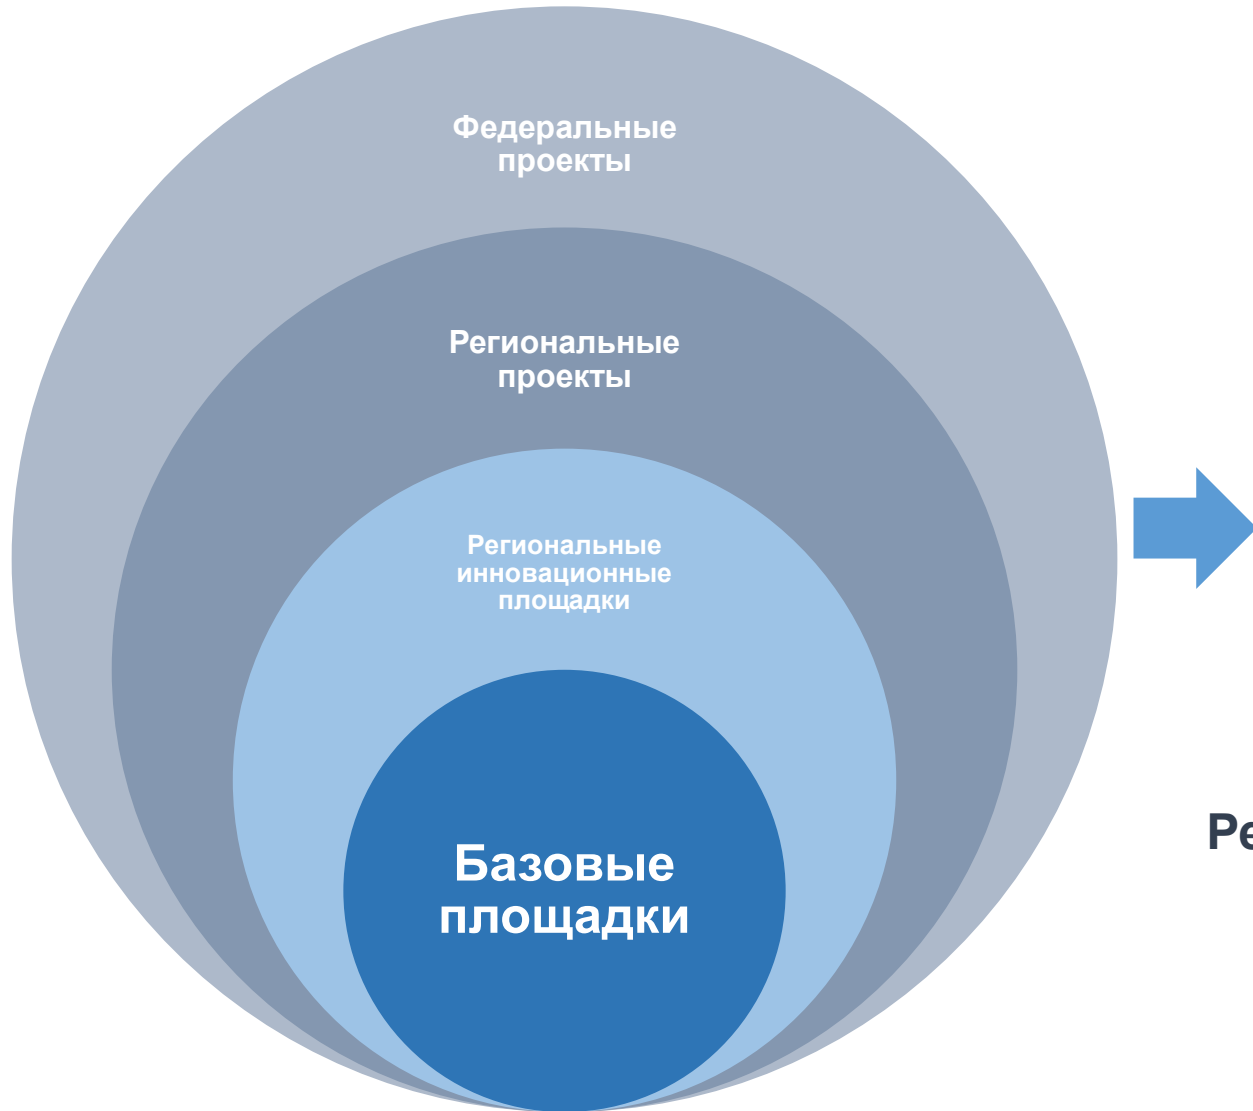 Федеральные
проекты
Региональные
проекты
Региональные
инновационные
площадки
Базовые
площадки